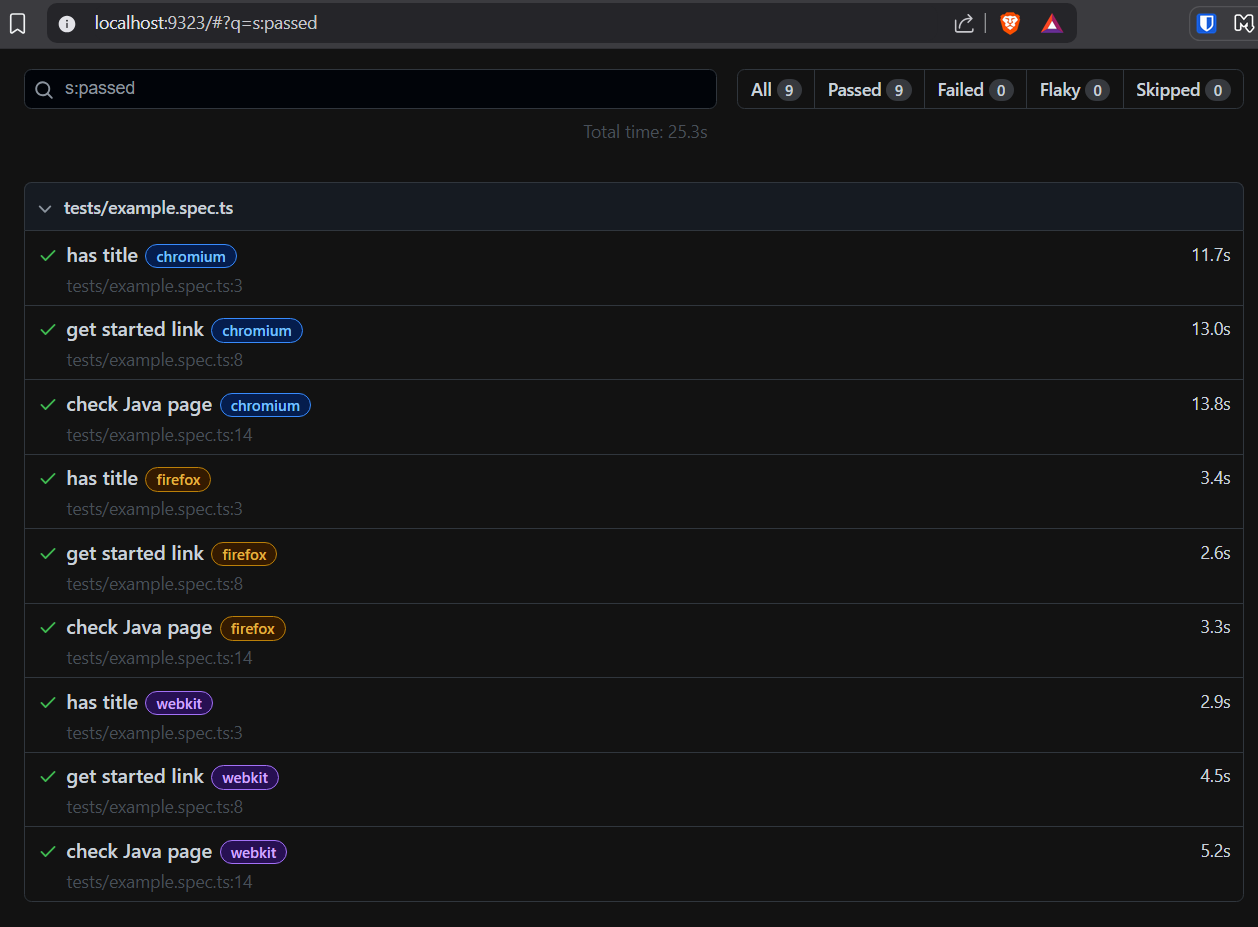 localhost:9323/#?q=s:passed
s:passed
All 9 Passed 9 Failed 0 Flaky 0 Skipped 0
Total time: 25.3s
tests/example.spec.ts
has title chromium 11.7s
tests/example.spec.ts:3
get started link chromium 13.0s
tests/example.spec.ts:8
check Java page chromium 13.8s
tests/example.spec.ts:14
has title firefox 3.4s
tests/example.spec.ts:3
get started link firefox 2.6s
tests/example.spec.ts:8
check Java page firefox 3.3s
tests/example.spec.ts:14
has title webkit 2.9s
tests/example.spec.ts:3
get started link webkit 4.5s
tests/example.spec.ts:8
check Java page webkit 5.2s
tests/example.spec.ts:14